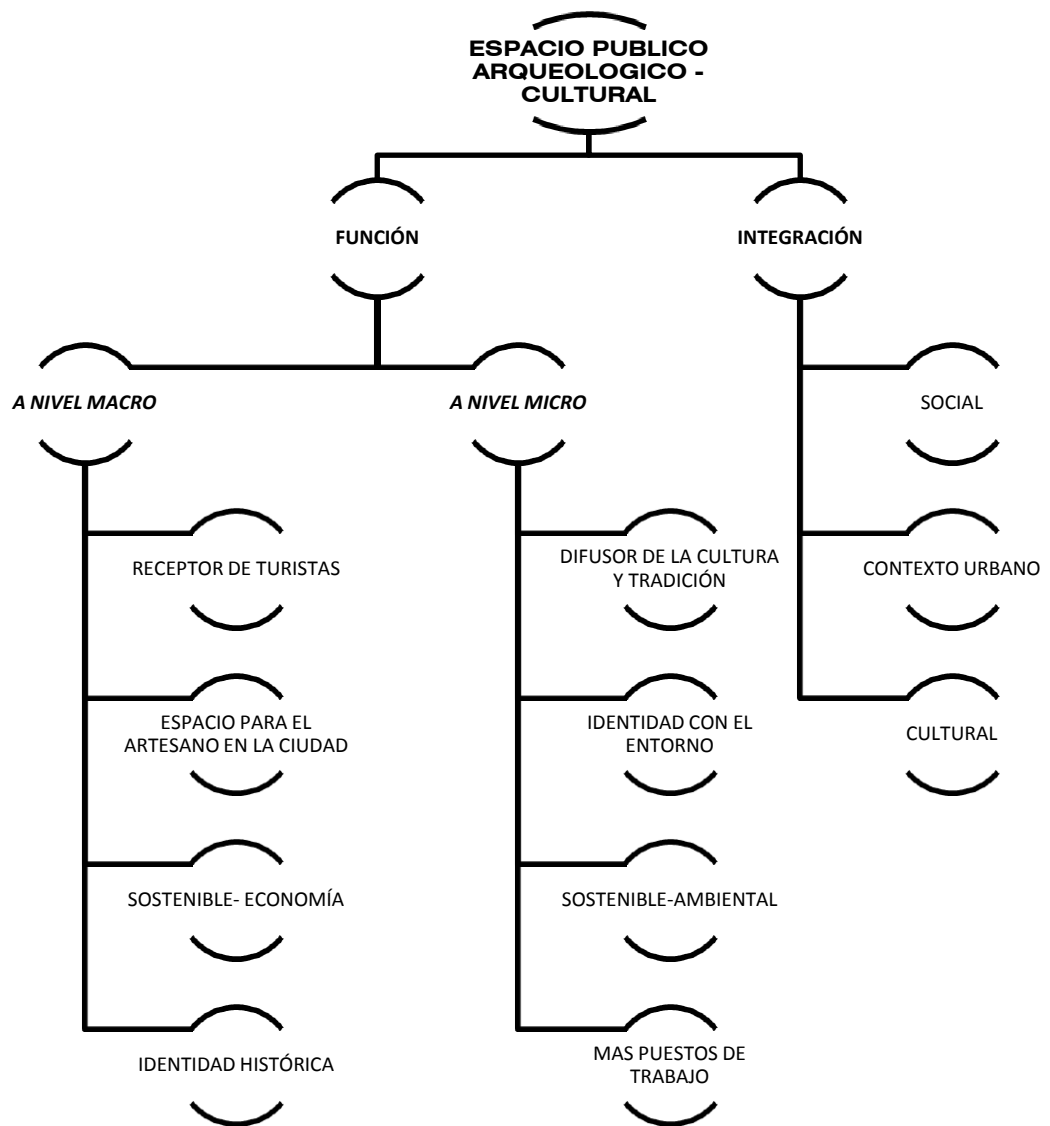 ESPACIO PUBLICO
ARQUEOLOGICO -
CULTURAL
FUNCIÓN
INTEGRACIÓN
A NIVEL MACRO
A NIVEL MICRO
SOCIAL
RECEPTOR DE TURISTAS
DIFUSOR DE LA CULTURA
Y TRADICIÓN
CONTEXTO URBANO
ESPACIO PARA EL
ARTESANO EN LA CIUDAD
IDENTIDAD CON EL
ENTORNO
CULTURAL
SOSTENIBLE- ECONOMÍA
SOSTENIBLE-AMBIENTAL
IDENTIDAD HISTÓRICA
MAS PUESTOS DE
TRABAJO